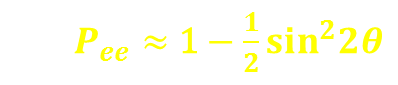 P_ee ≈ 1 − 1/2 sin²2θ